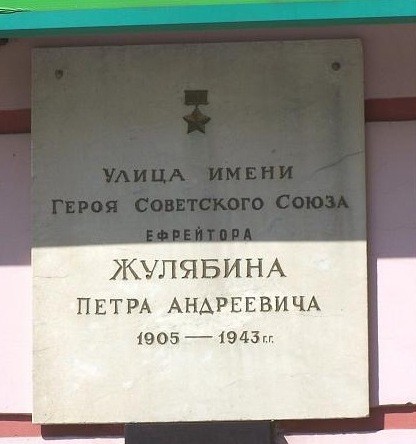 Улица имени
Героя Советского Союза
ефрейтора
ЖУЛЯБИНА
Петра Андреевича
1905 — 1943 г.г.